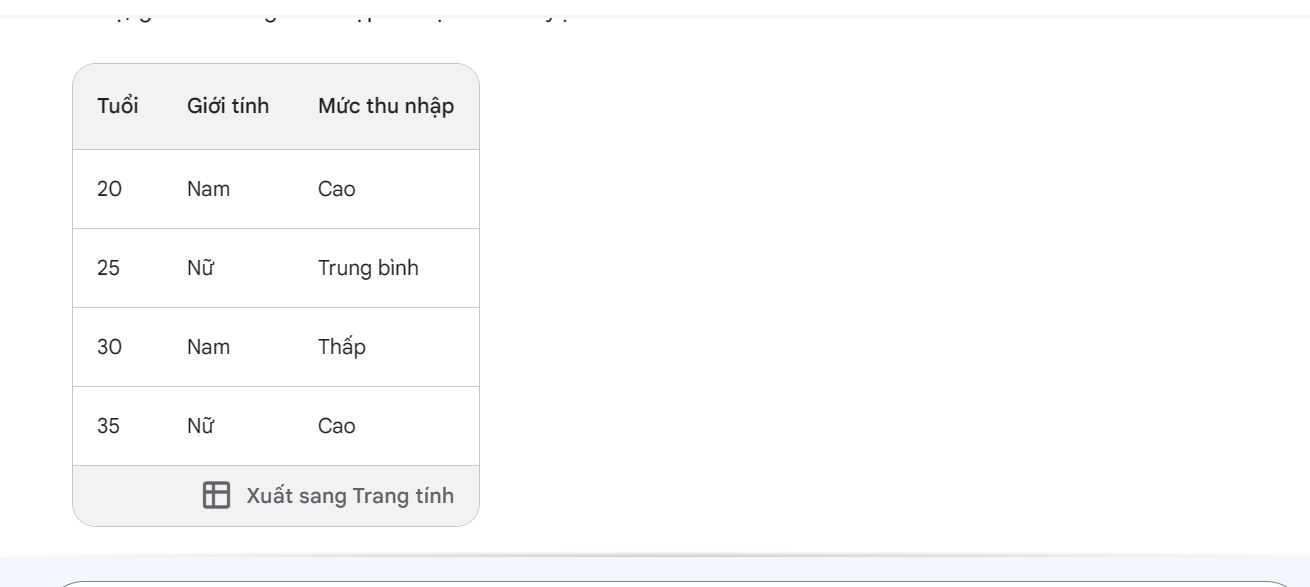 Tuổi Giới tính Mức thu nhập
20 Nam Cao
25 Nữ Trung bình
30 Nam Thấp
35 Nữ Cao
Xuất sang Trang tính